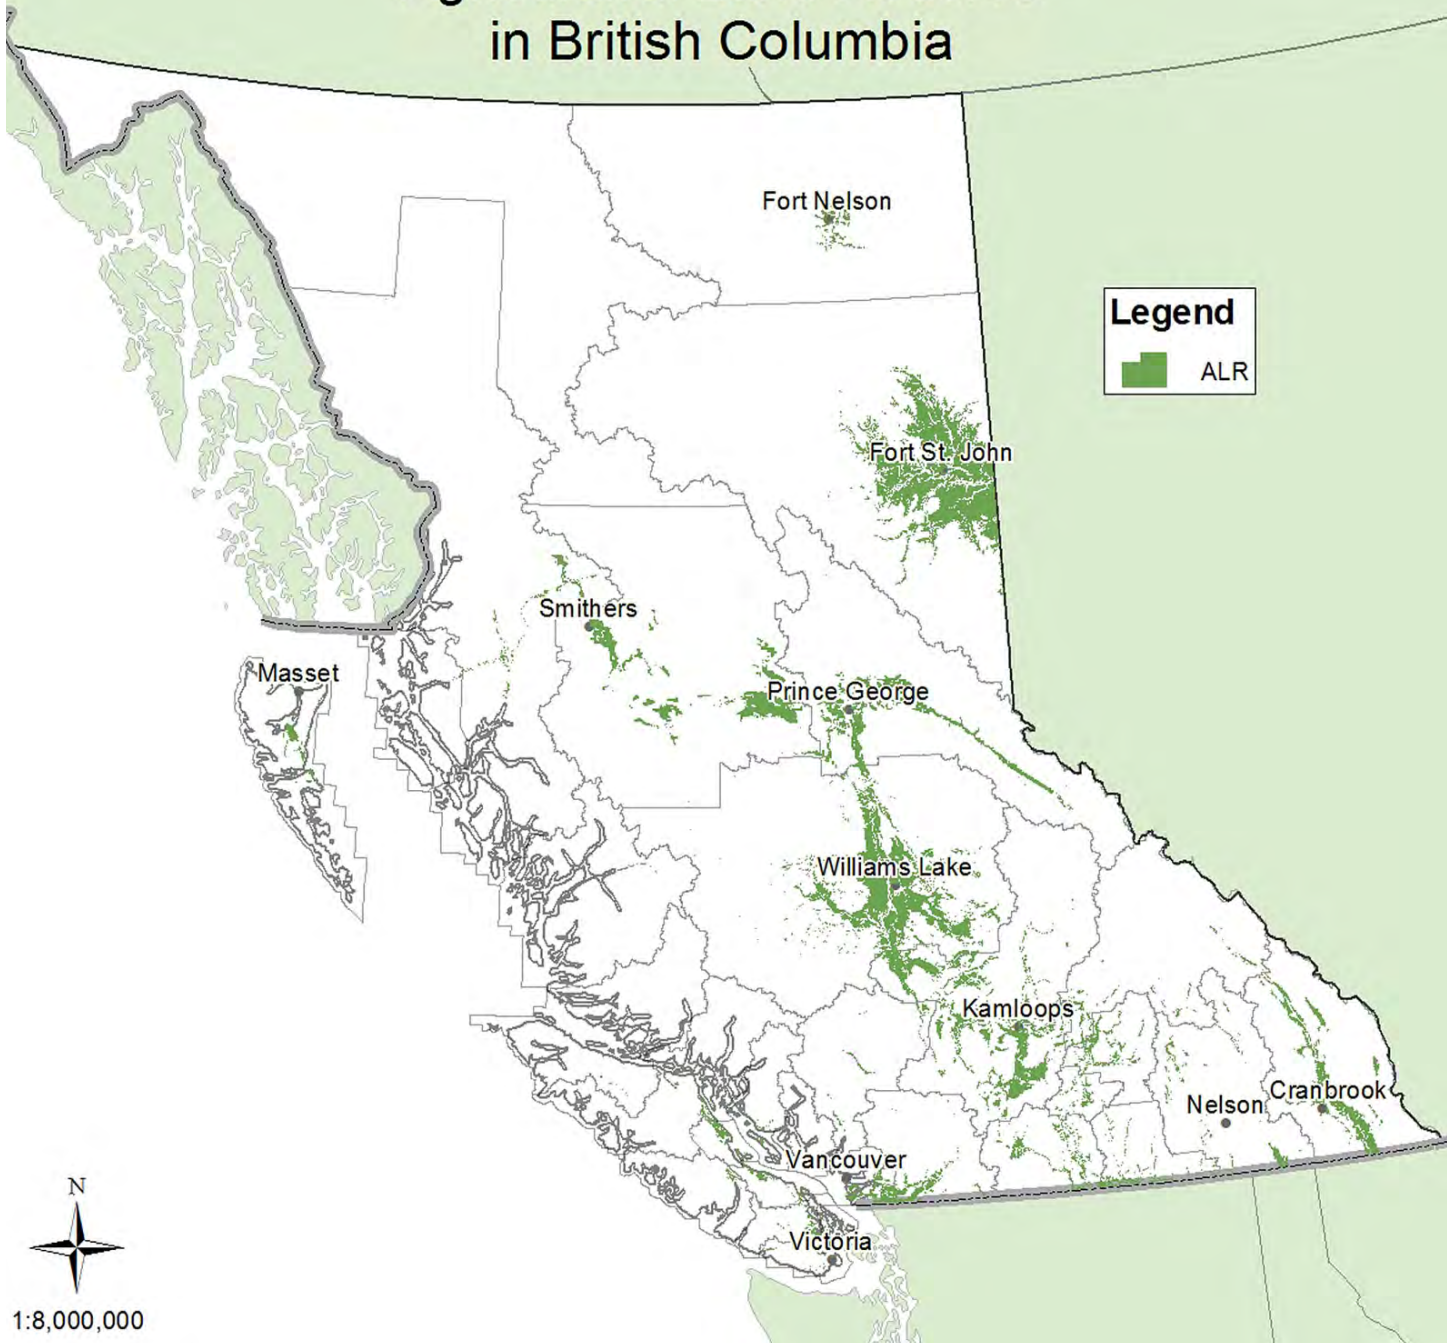 in British Columbia
Fort Nelson
Legend
ALR
Fort St. John
Smithers
Masset
Prince George
Williams Lake
Kamloops
Cranbrook
Nelson
Vancouver
N
Victoria
1:8,000,000